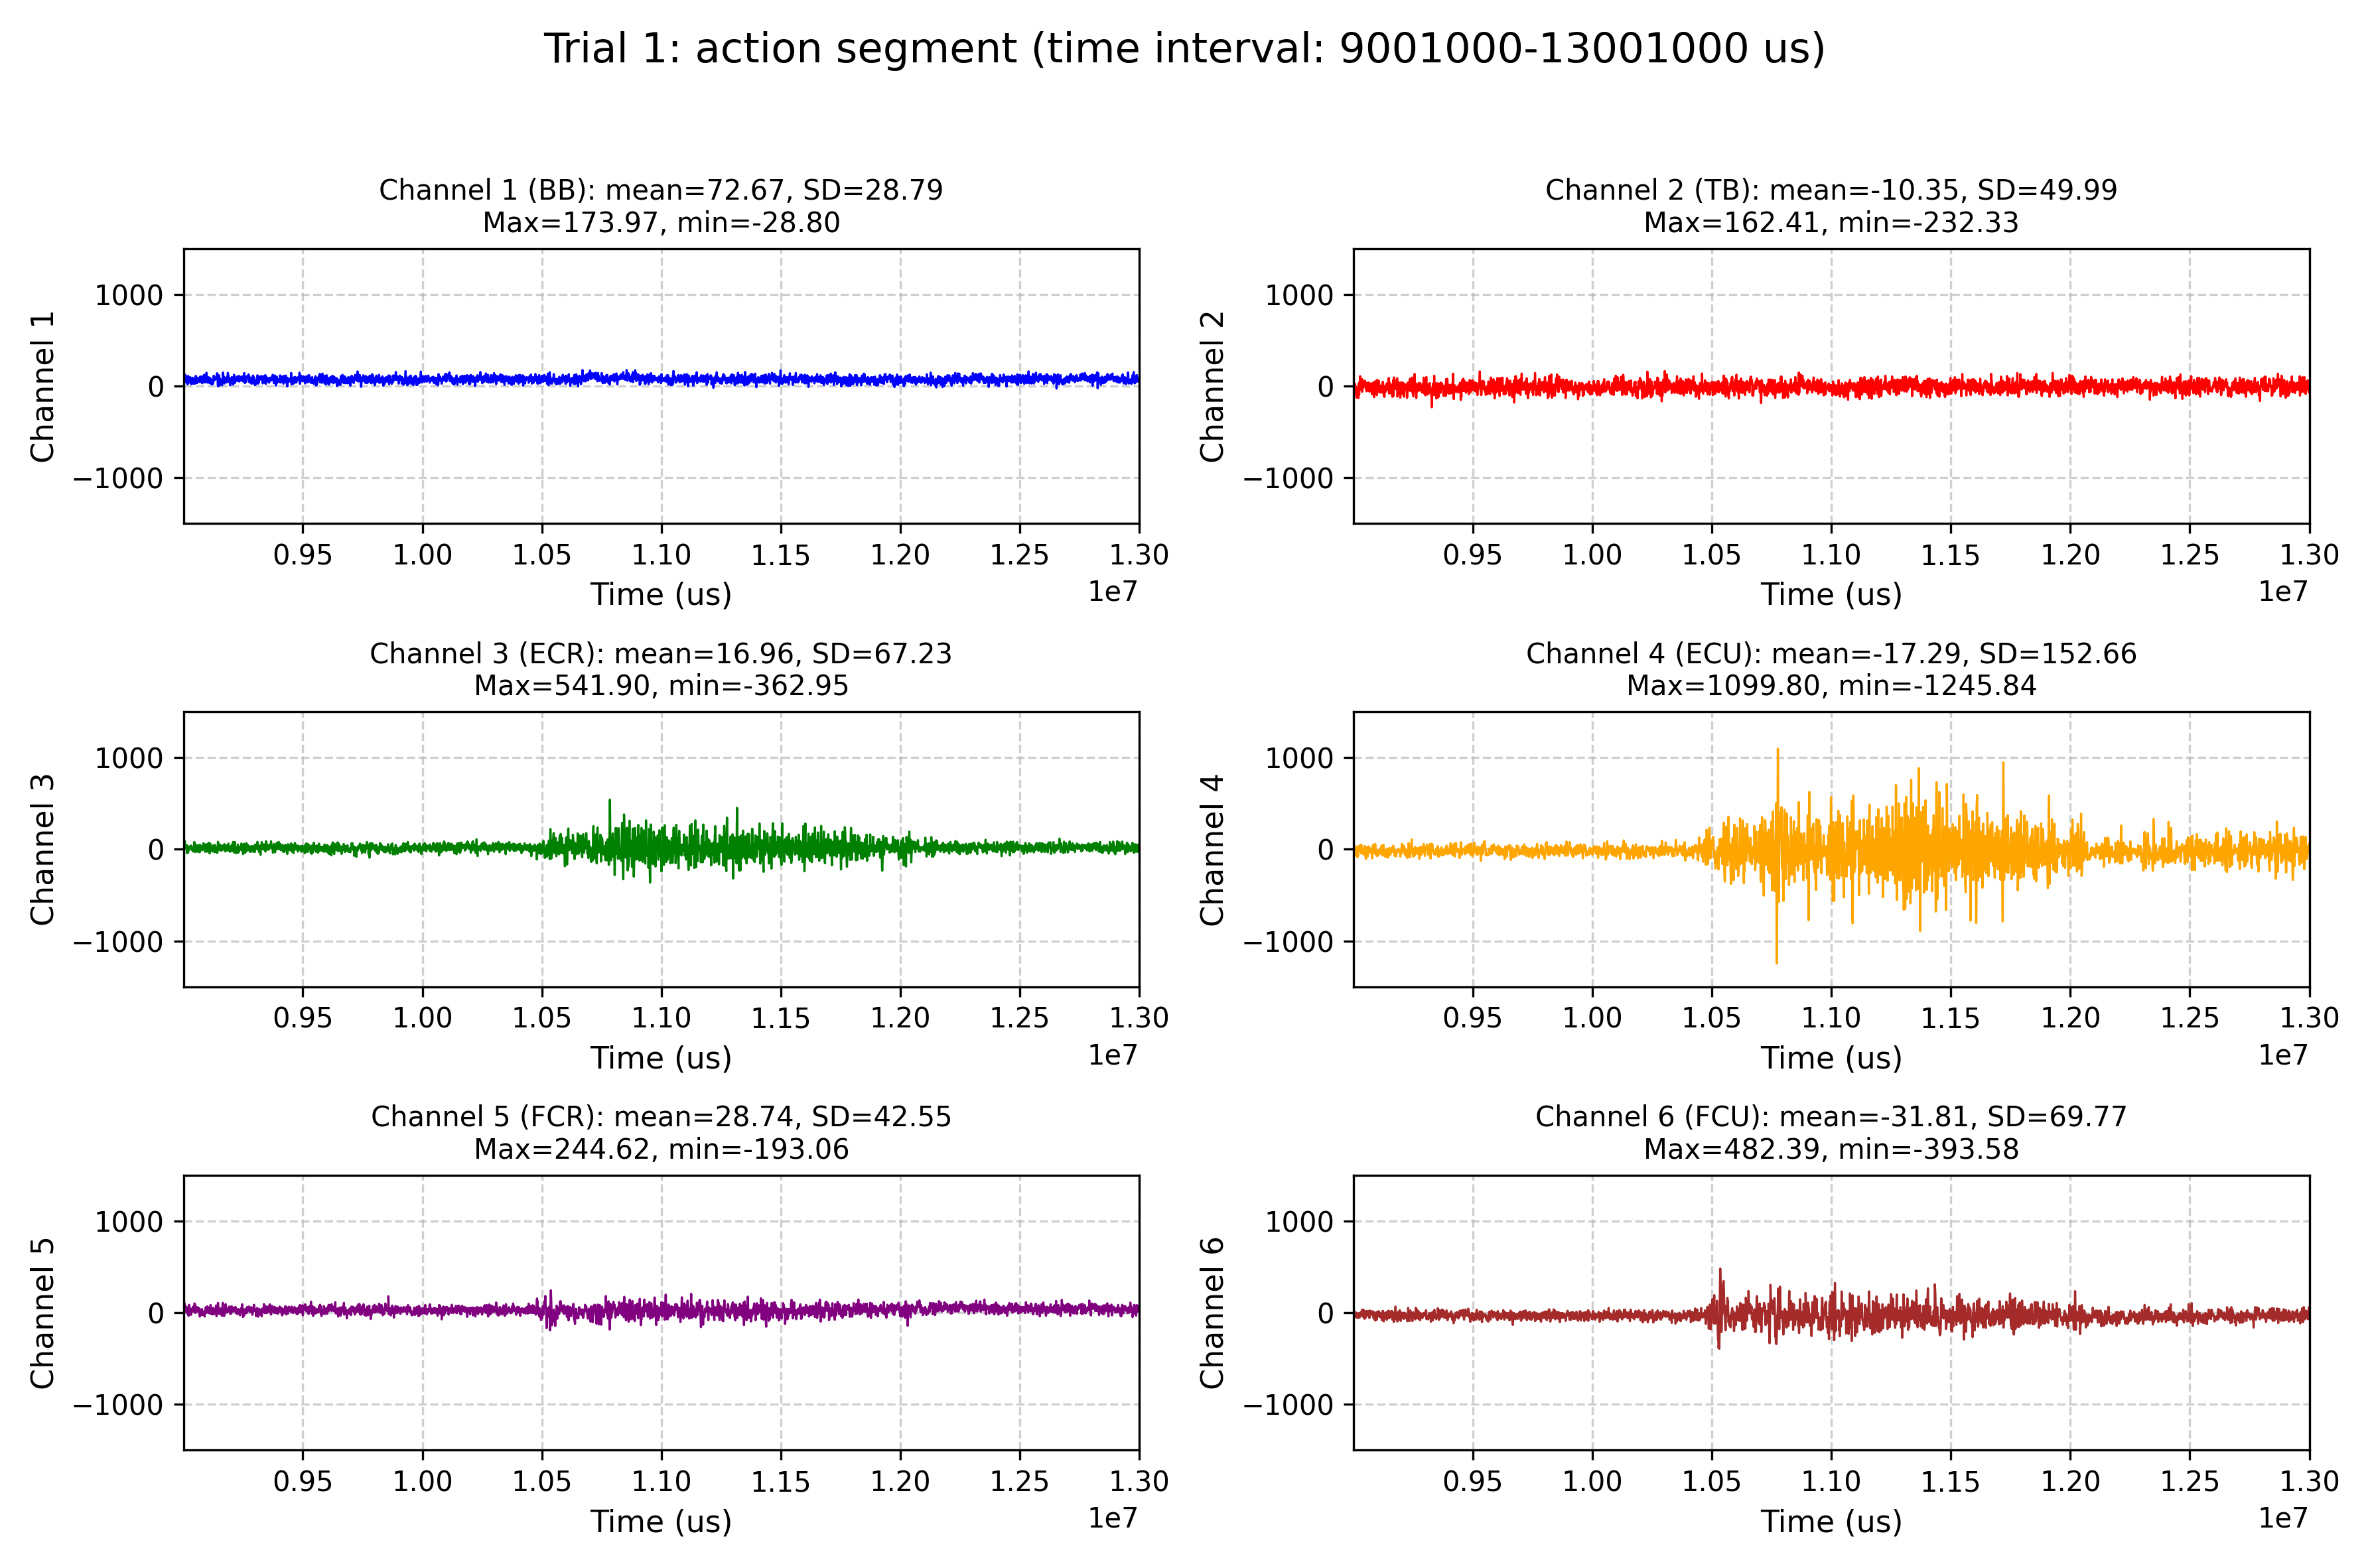 Trial 1: action segment (time interval: 9001000-13001000 us)
Channel 1 (BB): mean=72.67, SD=28.79
Max=173.97, min=-28.80
Channel 1
1000
0
−1000
0.95 1.00 1.05 1.10 1.15 1.20 1.25 1.30
Time (us)
1e7
Channel 2 (TB): mean=-10.35, SD=49.99
Max=162.41, min=-232.33
Channel 2
1000
0
−1000
0.95 1.00 1.05 1.10 1.15 1.20 1.25 1.30
Time (us)
1e7
Channel 3 (ECR): mean=16.96, SD=67.23
Max=541.90, min=-362.95
Channel 3
1000
0
−1000
0.95 1.00 1.05 1.10 1.15 1.20 1.25 1.30
Time (us)
1e7
Channel 4 (ECU): mean=-17.29, SD=152.66
Max=1099.80, min=-1245.84
Channel 4
1000
0
−1000
0.95 1.00 1.05 1.10 1.15 1.20 1.25 1.30
Time (us)
1e7
Channel 5 (FCR): mean=28.74, SD=42.55
Max=244.62, min=-193.06
Channel 5
1000
0
−1000
0.95 1.00 1.05 1.10 1.15 1.20 1.25 1.30
Time (us)
1e7
Channel 6 (FCU): mean=-31.81, SD=69.77
Max=482.39, min=-393.58
Channel 6
1000
0
−1000
0.95 1.00 1.05 1.10 1.15 1.20 1.25 1.30
Time (us)
1e7